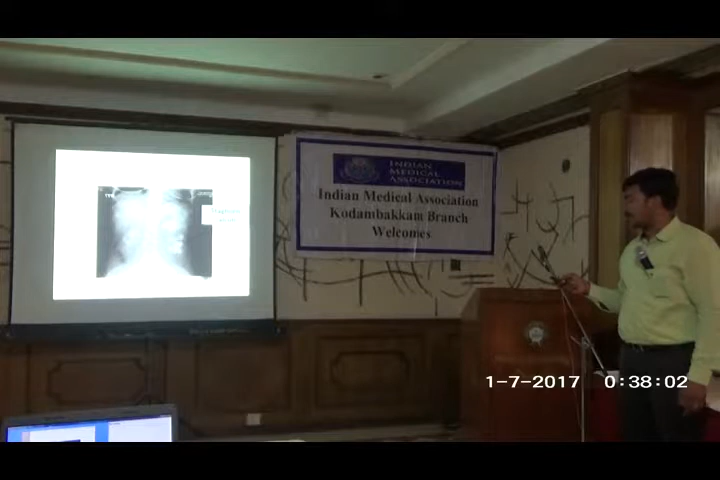 INDIAN
MEDICAL
ASSOCIATION
Indian Medical Association
Kodambakkam Branch
Welcomes
1-7-2017 0:38:02